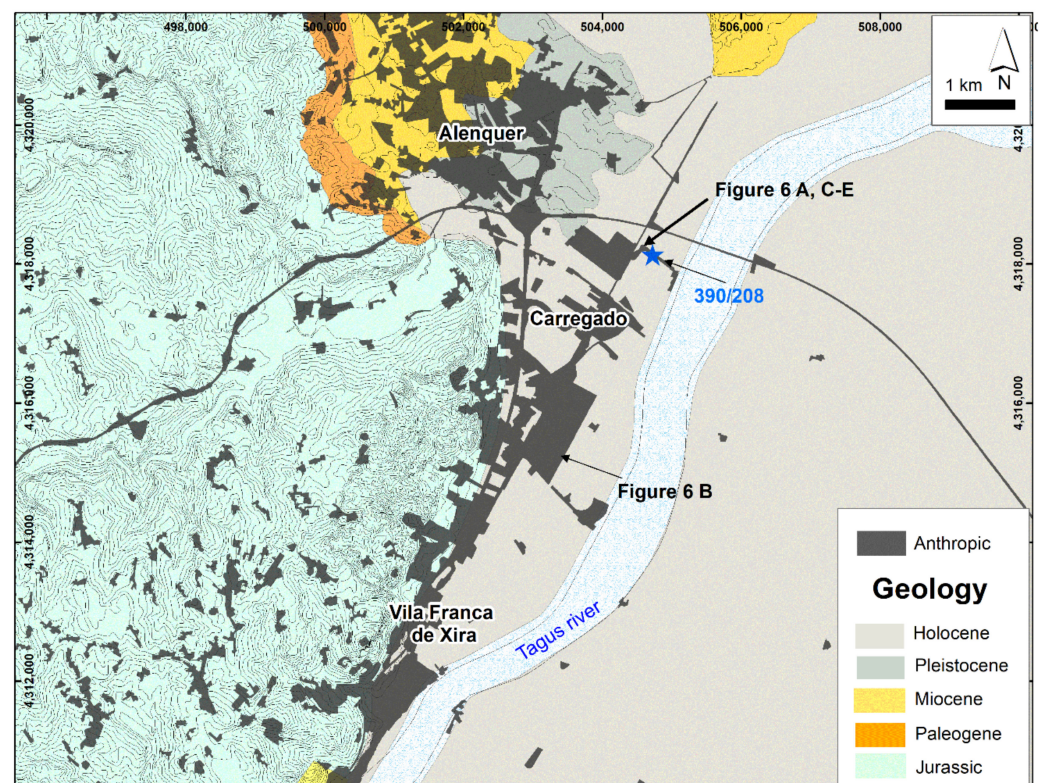 498,000
500,000
502,000
504,000
506,000
508,000
1 km
N
4,320,000
4,320
Alenquer
Figure 6 A, C-E
4,318,000
4,318,000
390/208
Carregado
4,316,000
4,316,000
Figure 6 B
4,314,000
Anthropic
Geology
Vila Franca
de Xira
Tagus river
Holocene
Pleistocene
4,312,000
Miocene
Paleogene
Jurassic